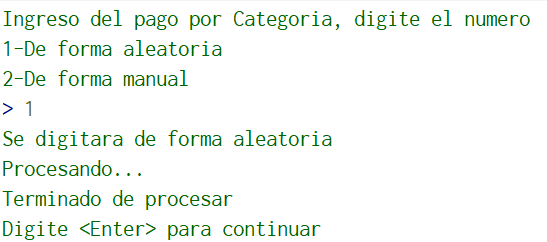 Ingreso del pago por Categoria, digite el numero
1-De forma aleatoria
2-De forma manual
> 1
Se digitara de forma aleatoria
Procesando...
Terminado de procesar
Digite <Enter> para continuar